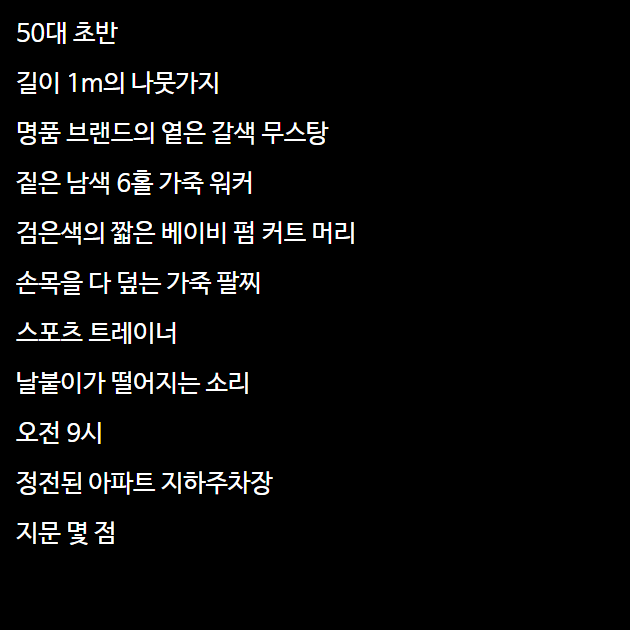 50대 초반
길이 1m의 나뭇가지
명품 브랜드의 옅은 갈색 무스탕
짙은 남색 6홀 가죽 워커
검은색의 짧은 베이비 펌 커트 머리
손목을 다 덮는 가죽 팔찌
스포츠 트레이너
날붙이가 떨어지는 소리
오전 9시
정전된 아파트 지하주차장
지문 몇 점